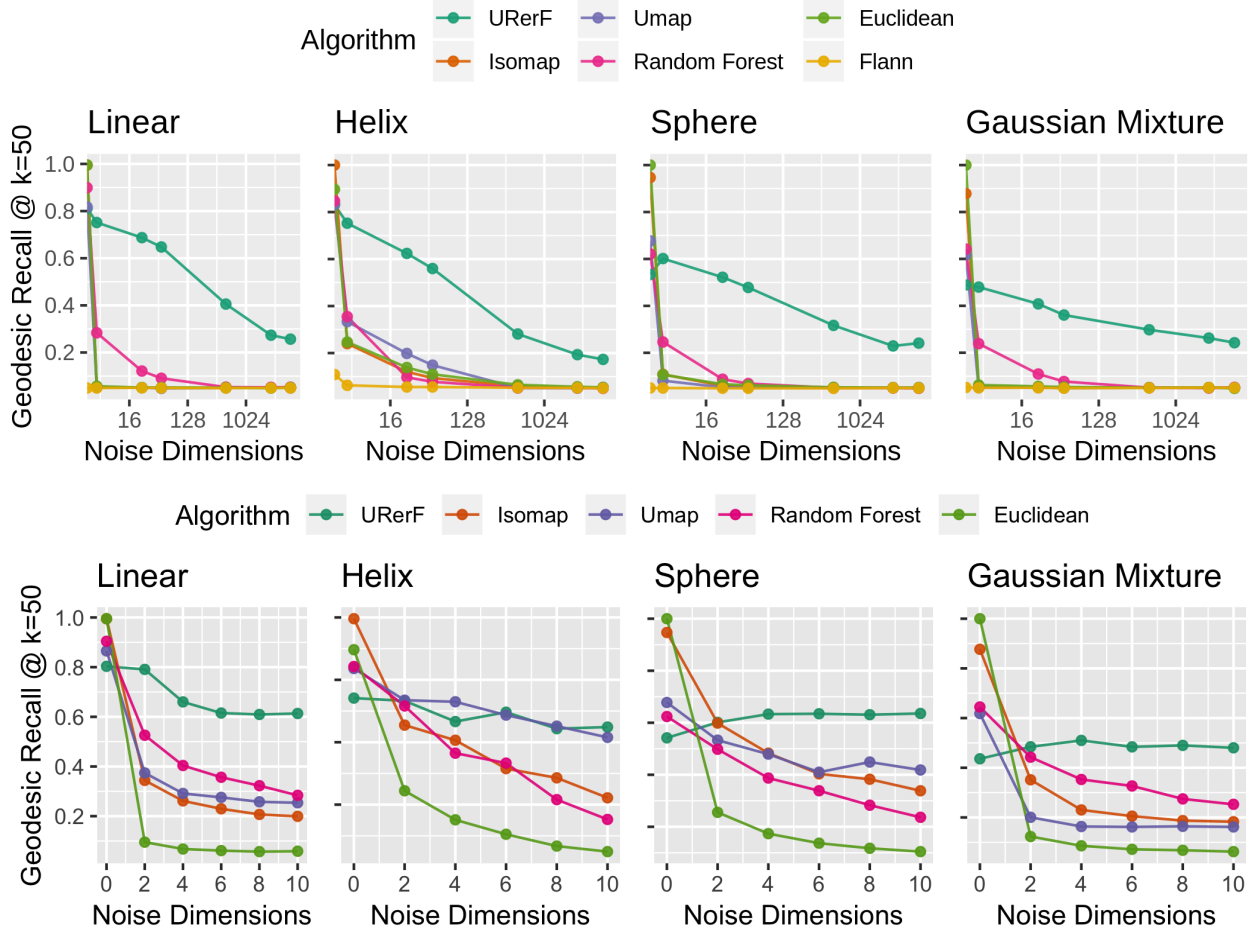 Algorithm
URerF Umap Euclidean
Isomap Random Forest Flann
Linear Helix Sphere Gaussian Mixture
Geodesic Recall @ k=50
1.0
0.8
0.6
0.4
0.2
16 128 1024 16 1024 16 128 1024 16 128 1024
Noise Dimensions Noise Dimensions Noise Dimensions Noise Dimensions
Algorithm URerF Isomap Umap Random Forest Euclidean
Linear Helix Sphere Gaussian Mixture
Geodesic Recall @ k=50
1.0
0.8
0.6
0.4
0.2
0 2 4 6 8 10 0 2 4 6 8 10 0 2 4 6 8 10 0 2 4 6 8 10
Noise Dimensions Noise Dimensions Noise Dimensions Noise Dimensions